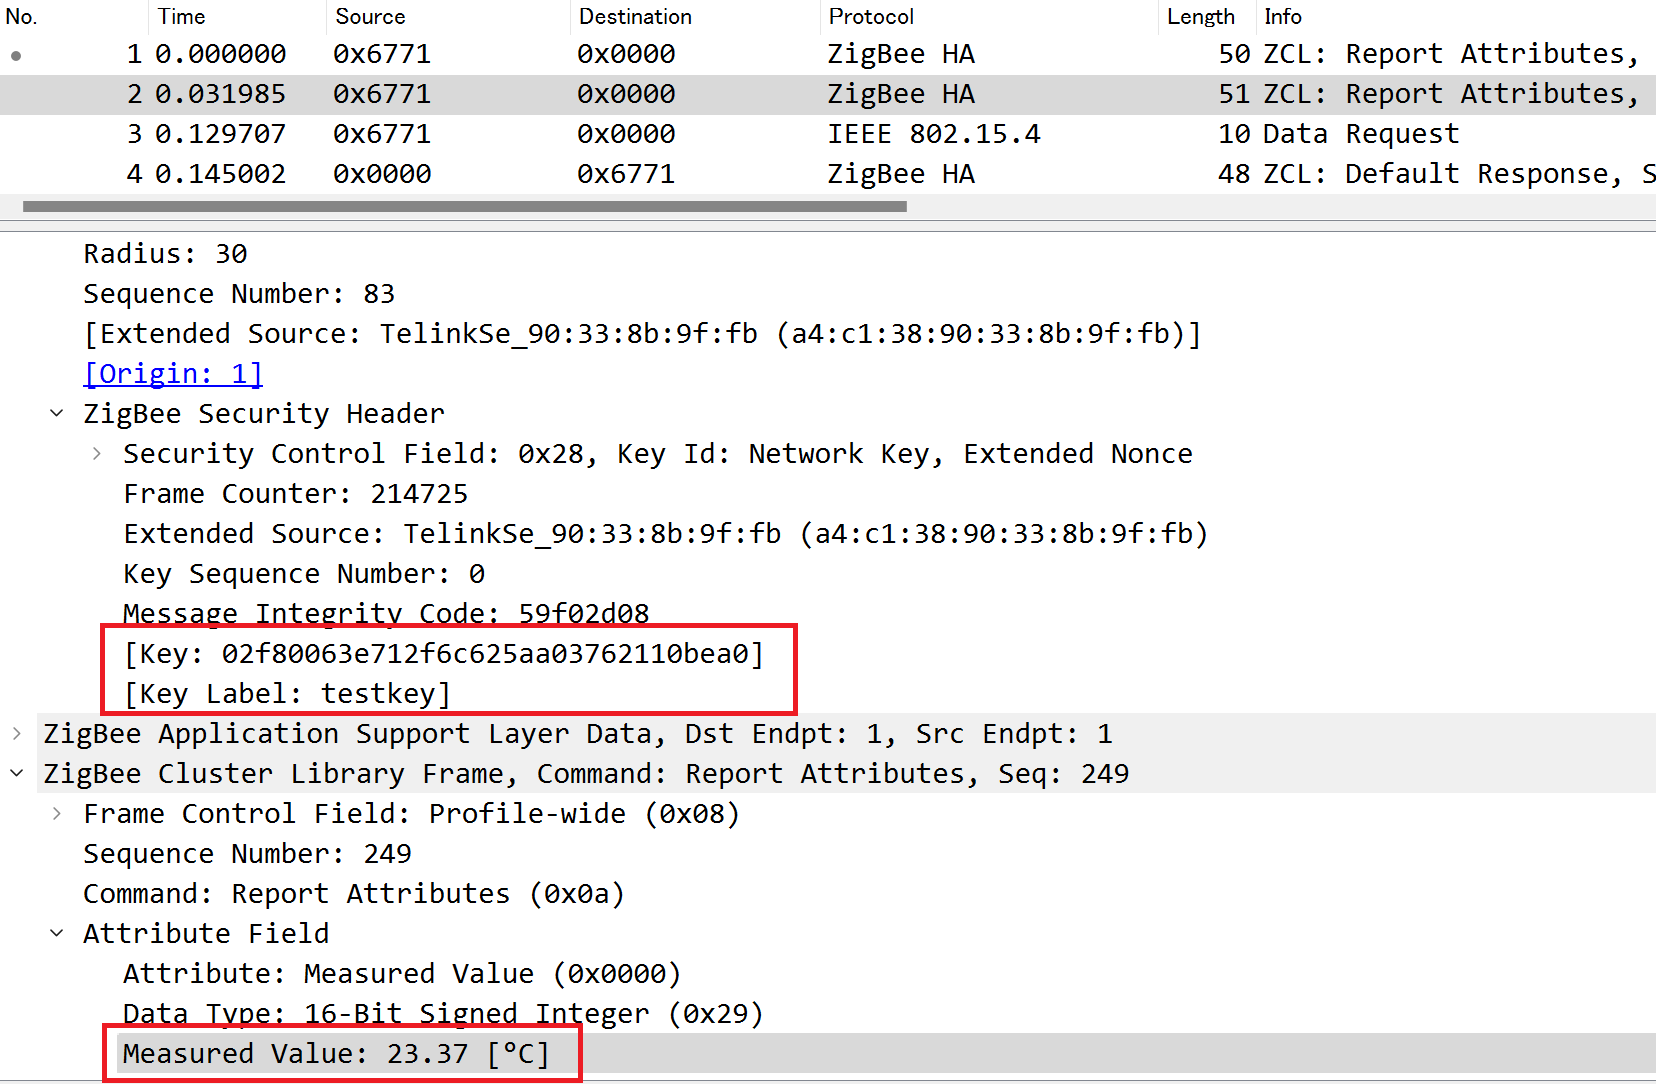 No. Time Source Destination Protocol Length Info
1 0.000000 0x6771 0x0000 ZigBee HA 50 ZCL: Report Attributes,
2 0.031985 0x6771 0x0000 ZigBee HA 51 ZCL: Report Attributes,
3 0.129707 0x6771 0x0000 IEEE 802.15.4 10 Data Request
4 0.145002 0x0000 0x6771 ZigBee HA 48 ZCL: Default Response, S
Radius: 30
Sequence Number: 83
[Extended Source: TelinkSe_90:33:8b:9f:fb (a4:c1:38:90:33:8b:9f:fb)]
[Origin: 1]
ZigBee Security Header
Security Control Field: 0x28, Key Id: Network Key, Extended Nonce
Frame Counter: 214725
Extended Source: TelinkSe_90:33:8b:9f:fb (a4:c1:38:90:33:8b:9f:fb)
Key Sequence Number: 0
Message Integrity Code: 59f02d08
[Key: 02f80063e712f6c625aa03762110bea0]
[Key Label: testkey]
ZigBee Application Support Layer Data, Dst Endpt: 1, Src Endpt: 1
ZigBee Cluster Library Frame, Command: Report Attributes, Seq: 249
Frame Control Field: Profile-wide (0x08)
Sequence Number: 249
Command: Report Attributes (0x0a)
Attribute Field
Attribute: Measured Value (0x0000)
Data Type: 16-Bit Signed Integer (0x29)
Measured Value: 23.37 [°C]